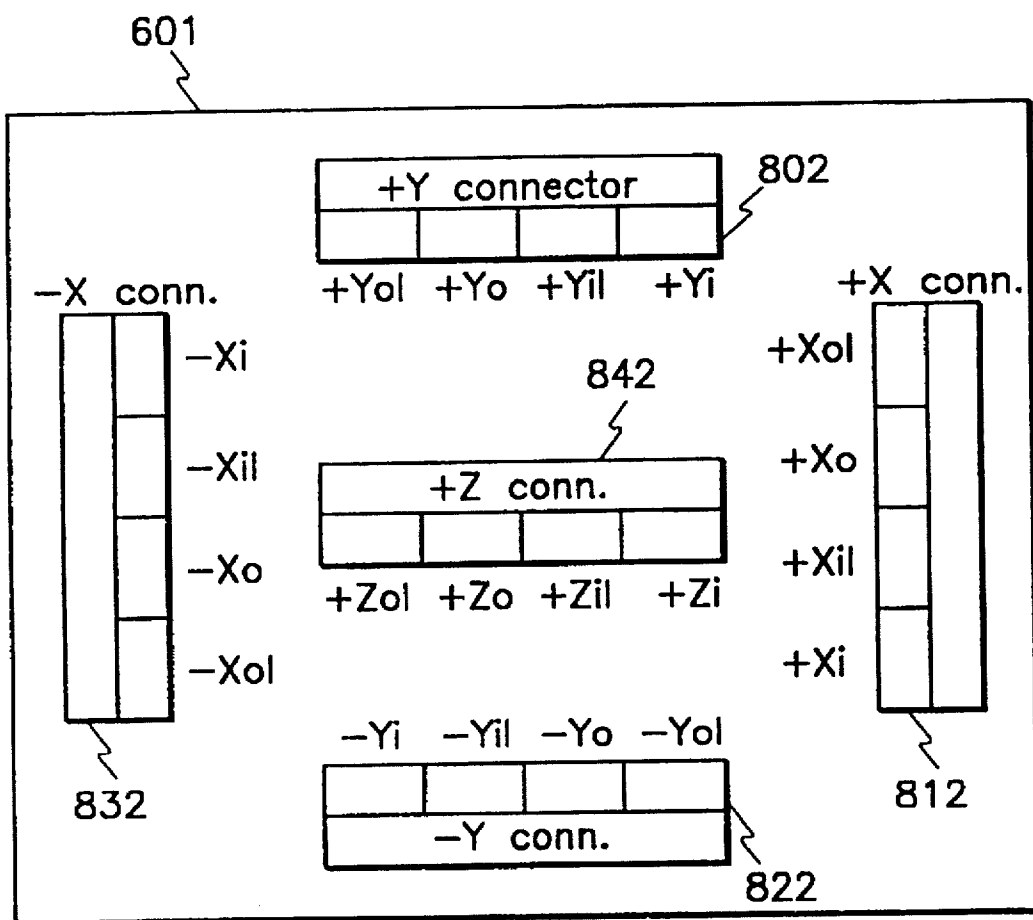 601
+Y connector
802
+Yol +Yo +Yil +Yi
-X conn.
+X conn.
-Xi
+Xol
842
-Xil
+Xo
+Z conn.
-Xo
+Xil
+Zol +Zo +Zil +Zi
-Xol
+Xi
-Yi -Yil -Yo -Yol
832
812
-Y conn.
822